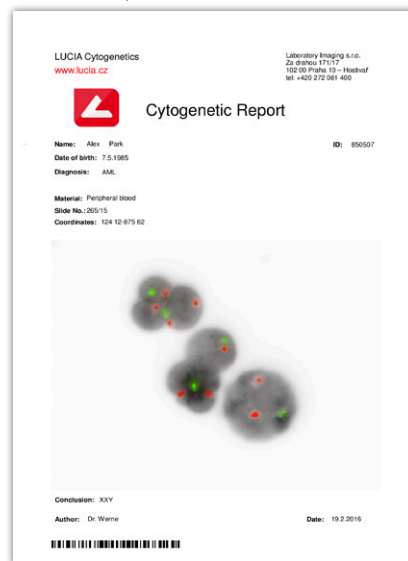 LUCIA Cytogenetics
www.lucia.cz
Laboratory Imaging s.r.o.
Za drahou 171/17
102 00 Praha 10 – Hostivař
tel: +420 272 081 400
Cytogenetic Report
Name: Alex Park
ID: 850507
Date of birth: 7.5.1985
Diagnosis: AML
Material: Peripheral blood
Slide No.: 265/15
Coordinates: 124 12-875 62
Conclusion: XXY
Author: Dr. Werne
Date: 19.2.2016